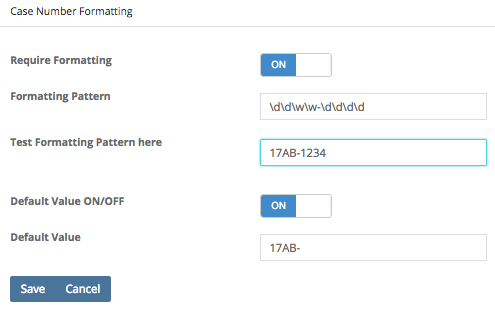 Case Number Formatting
Require Formatting
ON
Formatting Pattern
\d\d\w\w-\d\d\d\d
Test Formatting Pattern here
17AB-1234
Default Value ON/OFF
ON
Default Value
17AB-
Save Cancel